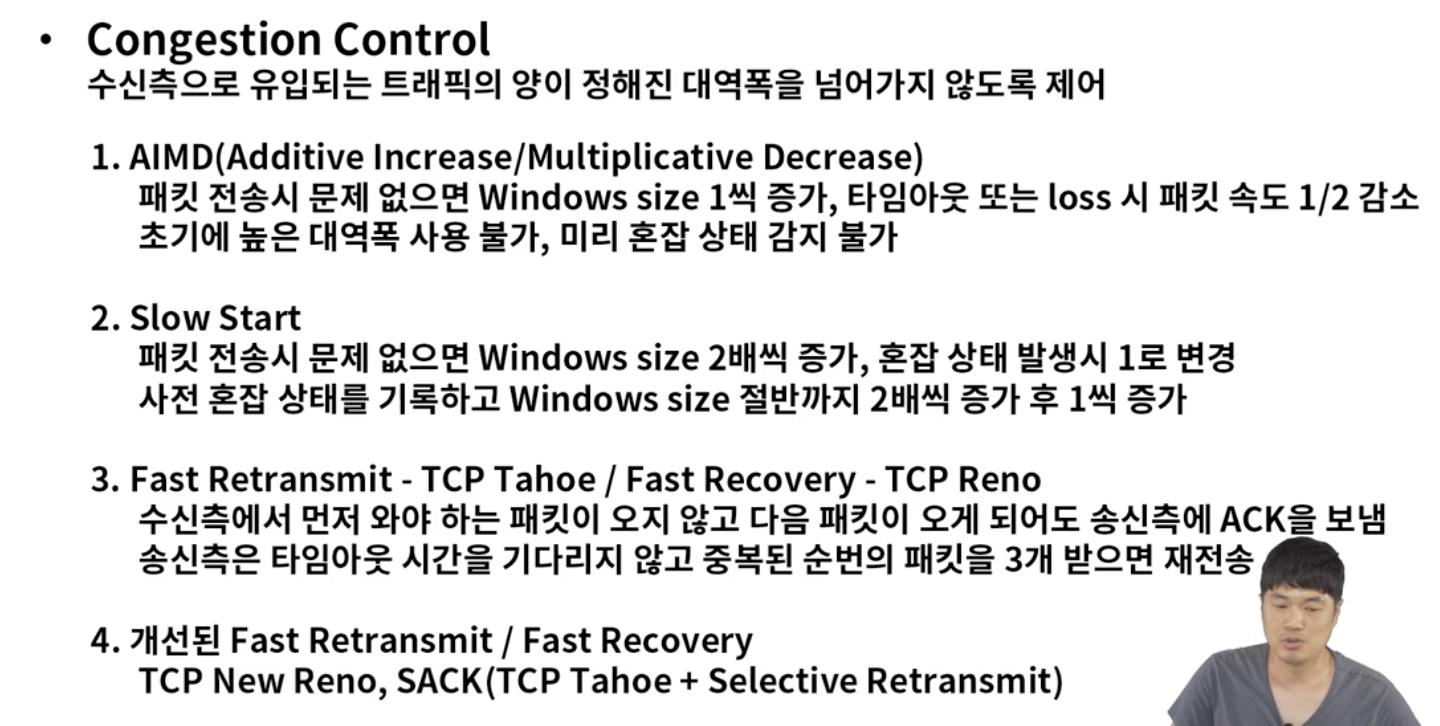 • Congestion Control
수신측으로 유입되는 트래픽의 양이 정해진 대역폭을 넘어가지 않도록 제어
1. AIMD(Additive Increase/Multiplicative Decrease)
패킷 전송시 문제 없으면 Windows size 1씩 증가, 타임아웃 또는 loss 시 패킷 속도 1/2 감소
초기에 높은 대역폭 사용 불가, 미리 혼잡 상태 감지 불가
2. Slow Start
패킷 전송시 문제 없으면 Windows size 2배씩 증가, 혼잡 상태 발생시 1로 변경
사전 혼잡 상태를 기록하고 Windows size 절반까지 2배씩 증가 후 1씩 증가
3. Fast Retransmit - TCP Tahoe / Fast Recovery - TCP Reno
수신측에서 먼저 와야 하는 패킷이 오지 않고 다음 패킷이 오게 되어도 송신측에 ACK을 보냄
송신측은 타임아웃 시간을 기다리지 않고 중복된 순번의 패킷을 3개 받으면 재전송
4. 개선된 Fast Retransmit / Fast Recovery
TCP New Reno, SACK(TCP Tahoe + Selective Retransmit)